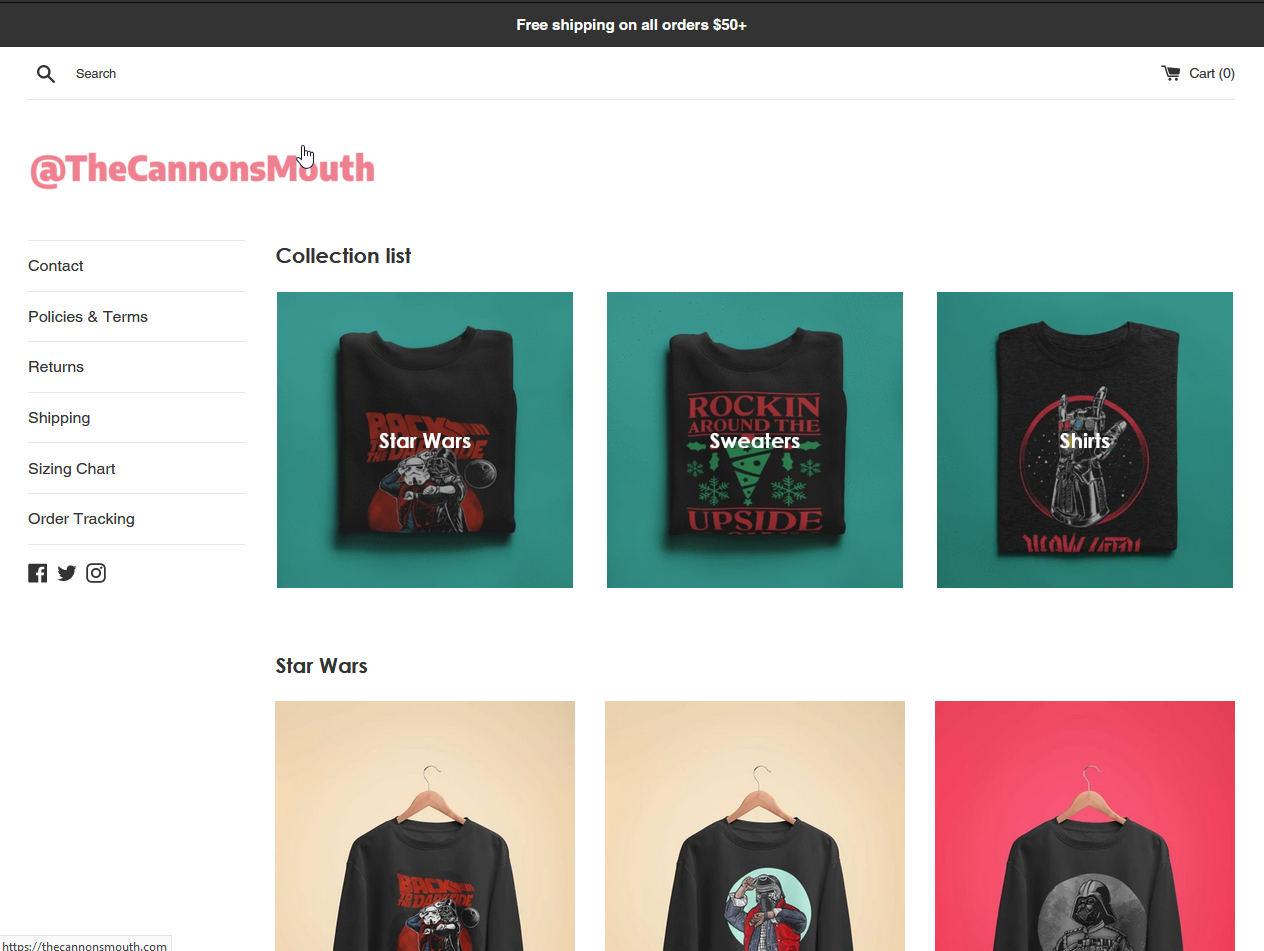 Free shipping on all orders $50+
Search
Cart (0)
@TheCannonsMouth
Contact
Policies & Terms
Returns
Shipping
Sizing Chart
Order Tracking
Collection list
BACK
TO THE DARKSIDE
Star Wars
ROCKIN
AROUND THE
Sweaters
UPSIDE
Shirts
Star Wars
BACK
TO THE DARKSIDE
https://thecannonsmouth.com